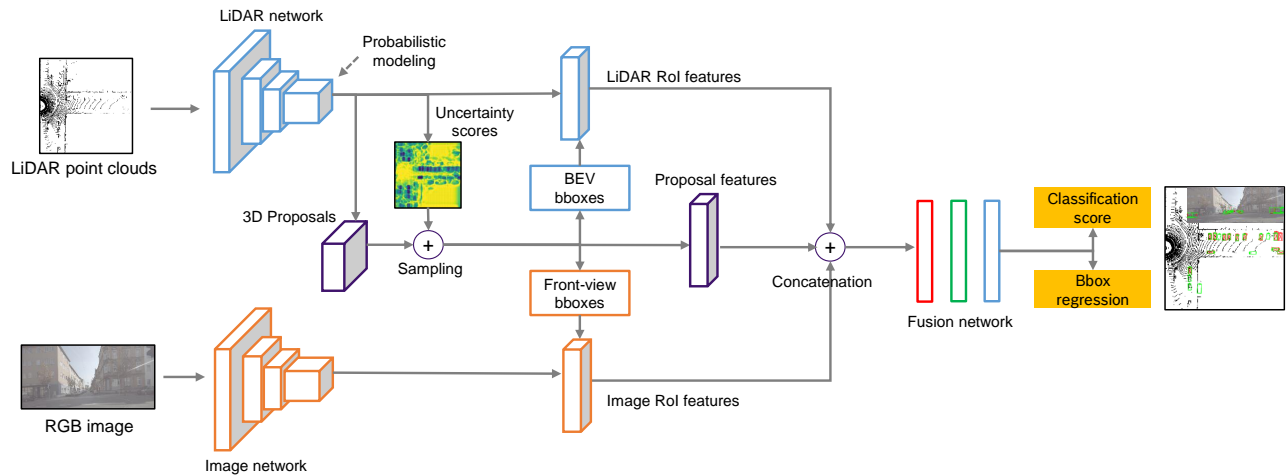 LiDAR network
Probabilistic
modeling
LiDAR RoI features
Uncertainty
scores
LiDAR point clouds
BEV
bboxes
Proposal features
3D Proposals
Classification
score
+
Sampling
+
Concatenation
Front-view
bboxes
Bbox
regression
Fusion network
RGB image
Image RoI features
Image network